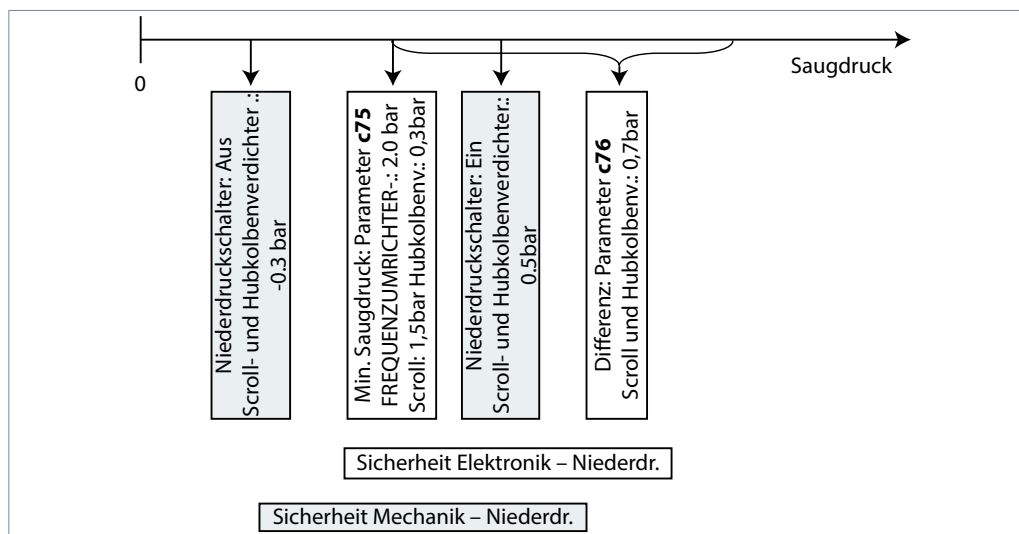 0
Saugdruck
Niederdruckschalter: Aus
Scroll- und Hubkolbenverdichter .:
-0.3 bar
Min. Saugdruck: Parameter c75
FREQUENZUMRICHTER-.: 2.0 bar
Scroll: 1,5bar Hubkolbenv.: 0,3bar
Niederdruckschalter: Ein
Scroll- und Hubkolbenverdichter.:
0.5bar
Differenz: Parameter c76
Scroll und Hubkolbenv.: 0,7bar
Sicherheit Elektronik – Niederdr.
Sicherheit Mechanik – Niederdr.